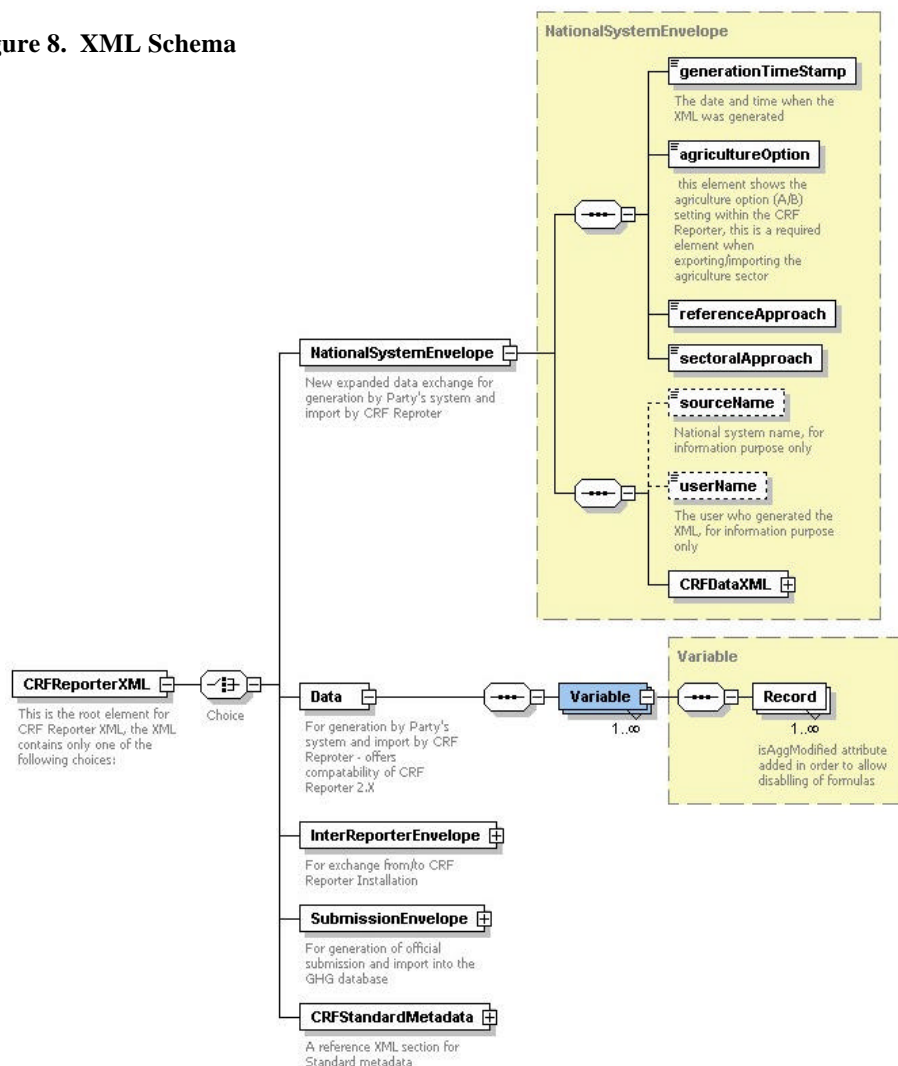 gure 8. XML Schema
NationalSystemEnvelope
generationTimeStamp
The date and time when the
XML was generated
agricultureOption
this element shows the
agriculture option (A/B)
setting within the CRF
Reporter, this is a required
element when
exporting/importing the
agriculture sector
referenceApproach
NationalSystemEnvelope
sectoralApproach
New expanded data exchange for
generation by Party's system and
import by CRF Reproter
sourceName
National system name, for
information purpose only
userName
The user who generated the
XML, for information purpose
only
CRFDataXML
CRFReporterXML
This is the root element for
CRF Reporter XML, the XML
contains only one of the
following choices:
Choice
Data
For generation by Party's
system and import by CRF
Reproter - offers
compatability of CRF
Reporter 2.X
Variable
1..∞
Variable
Record
1..∞
isAggModified attribute
added in order to allow
disablling of formulas
InterReporterEnvelope
For exchange from/to CRF
Reporter Installation
SubmissionEnvelope
For generation of official
submission and import into the
GHG database
CRFStandardMetadata
A reference XML section for
Standard metadata